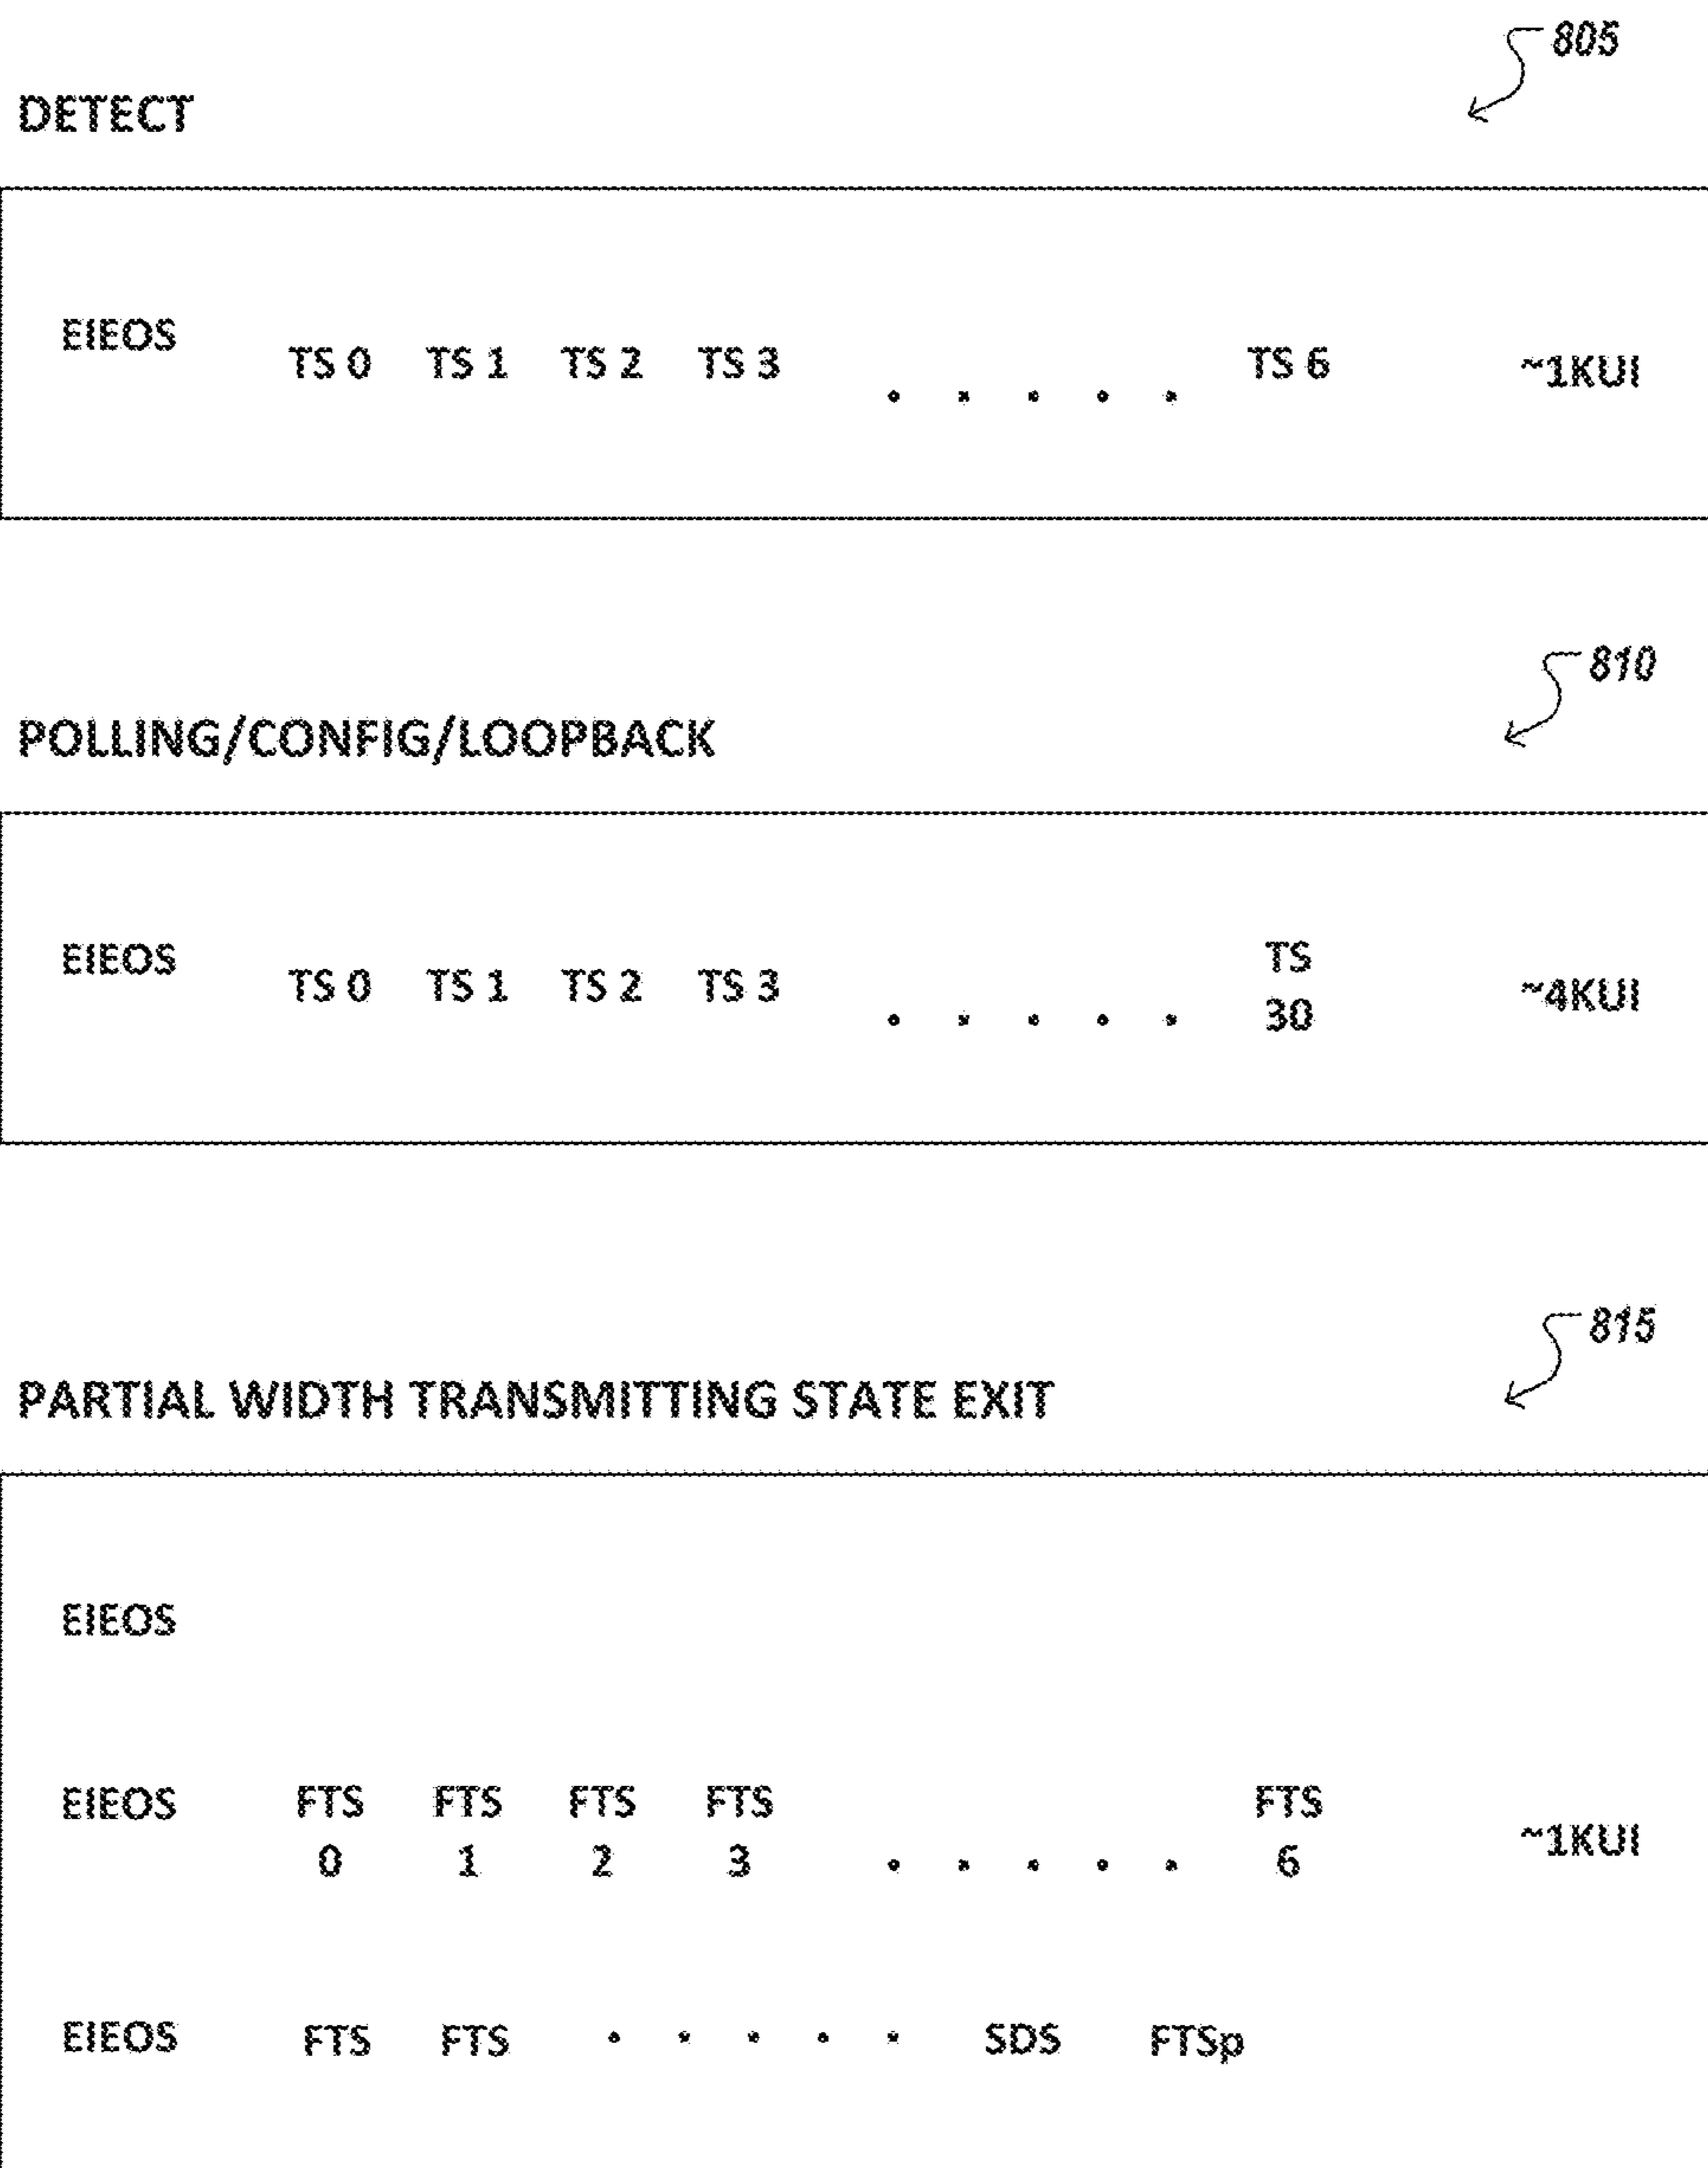 805
DETECT
EIEOS TS 0 TS 1 TS 2 TS 3 . . . . . TS 6 ~1KUI
810
POLLING/CONFIG/LOOPBACK
EIEOS TS 0 TS 1 TS 2 TS 3 . . . . . TS 30 ~4KUI
815
PARTIAL WIDTH TRANSMITTING STATE EXIT
EIEOS
EIEOS FTS 0 FTS 1 FTS 2 FTS 3 . . . . . FTS 6 ~1KUI
EIEOS FTS FTS . . . . . SDS FTSp